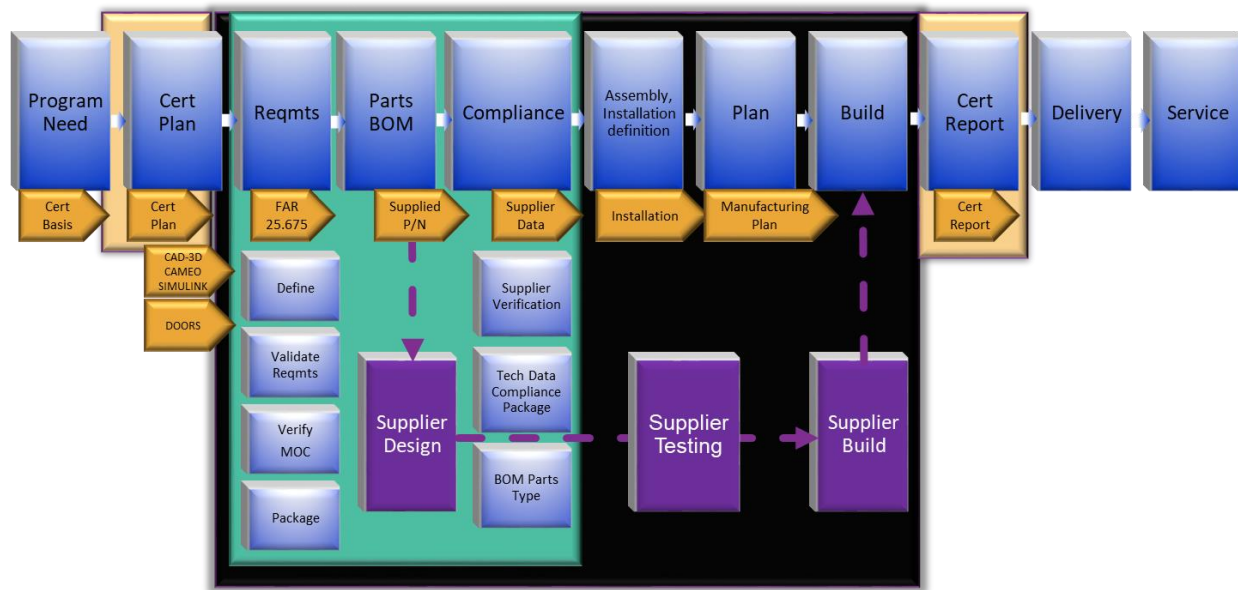 Program
Need
Cert
Plan
Reqmts
Parts
BOM
Compliance
Assembly,
Installation
definition
Plan
Build
Cert
Report
Delivery
Service
Cert
Basis
Cert
Plan
FAR
25.675
Supplied
P/N
Supplier
Data
Installation
Manufacturing
Plan
Cert
Report
CAD-3D
CAMEO
SIMULINK
DOORS
Define
Validate
Reqmts
Verify
MOC
Package
Supplier
Design
Supplier
Verification
Tech Data
Compliance
Package
BOM Parts
Type
Supplier
Testing
Supplier
Build